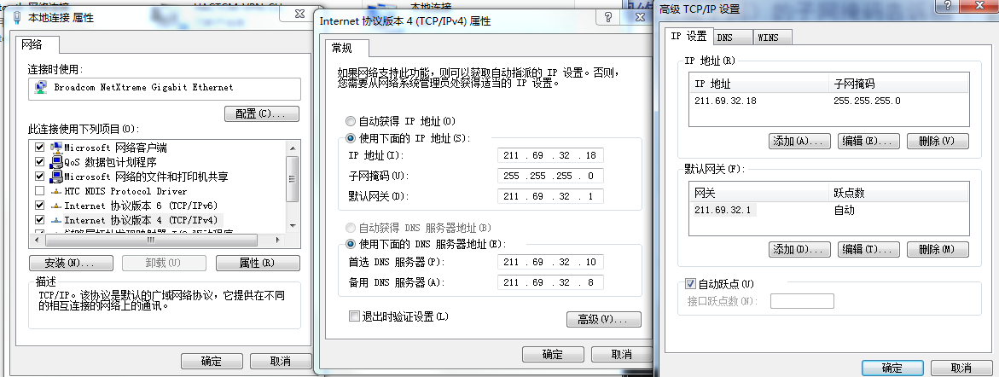 本地连接 属性
网络
连接时使用:
Broadcom NetXtreme Gigabit Ethernet
配置(C)...
此连接使用下列项目(O):
Microsoft 网络客户端
QoS 数据包计划程序
Microsoft 网络的文件和打印机共享
HTC NDIS Protocol Driver
Internet 协议版本 6 (TCP/IPv6)
Internet 协议版本 4 (TCP/IPv4)
安装(N)...
卸载(U)
属性(R)
描述
TCP/IP。该协议是默认的广域网络协议，它提供在不同
的相互连接的网络上的通讯。
确定
取消
Internet 协议版本 4 (TCP/IPv4) 属性
常规
如果网络支持此功能，则可以获取自动指派的 IP 设置。否则，
您需要从网络系统管理员处获得适当的 IP 设置。
自动获得 IP 地址(O)
使用下面的 IP 地址(S):
IP 地址(I): 211 . 69 . 32 . 18
子网掩码(U): 255 .255 .255 . 0
默认网关(D): 211 . 69 . 32 . 1
自动获得 DNS 服务器地址(B)
使用下面的 DNS 服务器地址(E):
首选 DNS 服务器(P): 211 . 69 . 32 . 10
备用 DNS 服务器(A): 211 . 69 . 32 . 8
退出时验证设置(L)
高级(V)...
确定
取消
高级 TCP/IP 设置
IP 设置 DNS WINS
IP 地址(R)
IP 地址 子网掩码
211.69.32.18 255.255.255.0
添加(A)... 编辑(E)... 删除(V)
默认网关(F):
网关 跃点数
211.69.32.1 自动
添加(D)... 编辑(T)... 删除(M)
自动跃点(U)
接口跃点数(N):
确定
取消